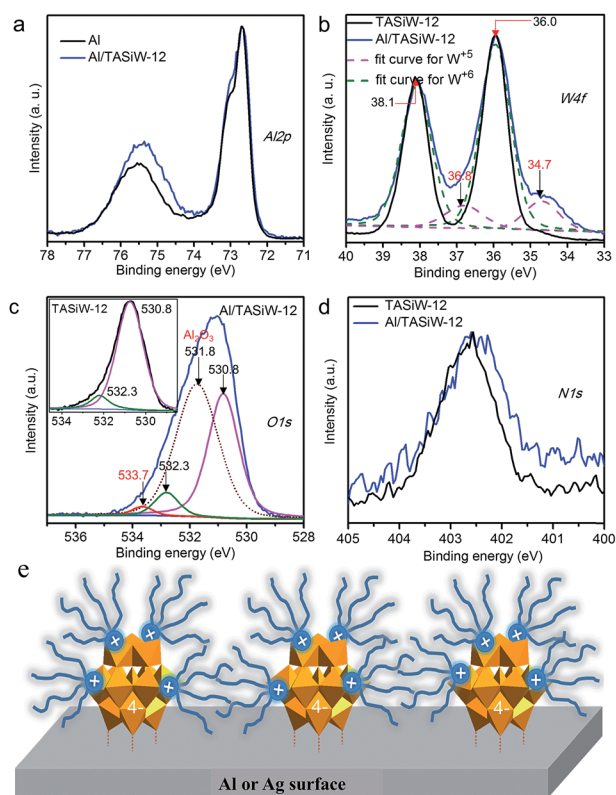 a
Al
Al/TASiW-12
Al2p
Intensity (a. u.)
78 77 76 75 74 73 72 71
Binding energy (eV)
b
TASiW-12
Al/TASiW-12
fit curve for W+5
fit curve for W+6
36.0
38.1
W4f
36.8
34.7
Intensity (a. u.)
40 39 38 37 36 35 34 33
Binding energy (eV)
c
TASiW-12
530.8
532.3
534 532 530
Al/TASiW-12
Al2O3
531.8
530.8
O1s
533.7
532.3
Intensity (a.u.)
536 534 532 530 528
Binding energy (eV)
d
TASiW-12
Al/TASiW-12
N1s
Intensity (a.u.)
405 404 403 402 401 400
Binding energy (eV)
e
+ + + + + +
+ + + + + +
4- 4- 4-
Al or Ag surface